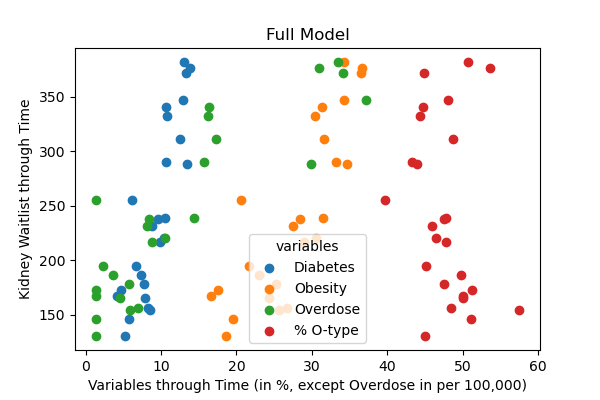 Full Model
Kidney Waitlist through Time
350
300
250
200
150
variables
Diabetes
Obesity
Overdose
% O-type
0 10 20 30 40 50 60
Variables through Time (in %, except Overdose in per 100,000)